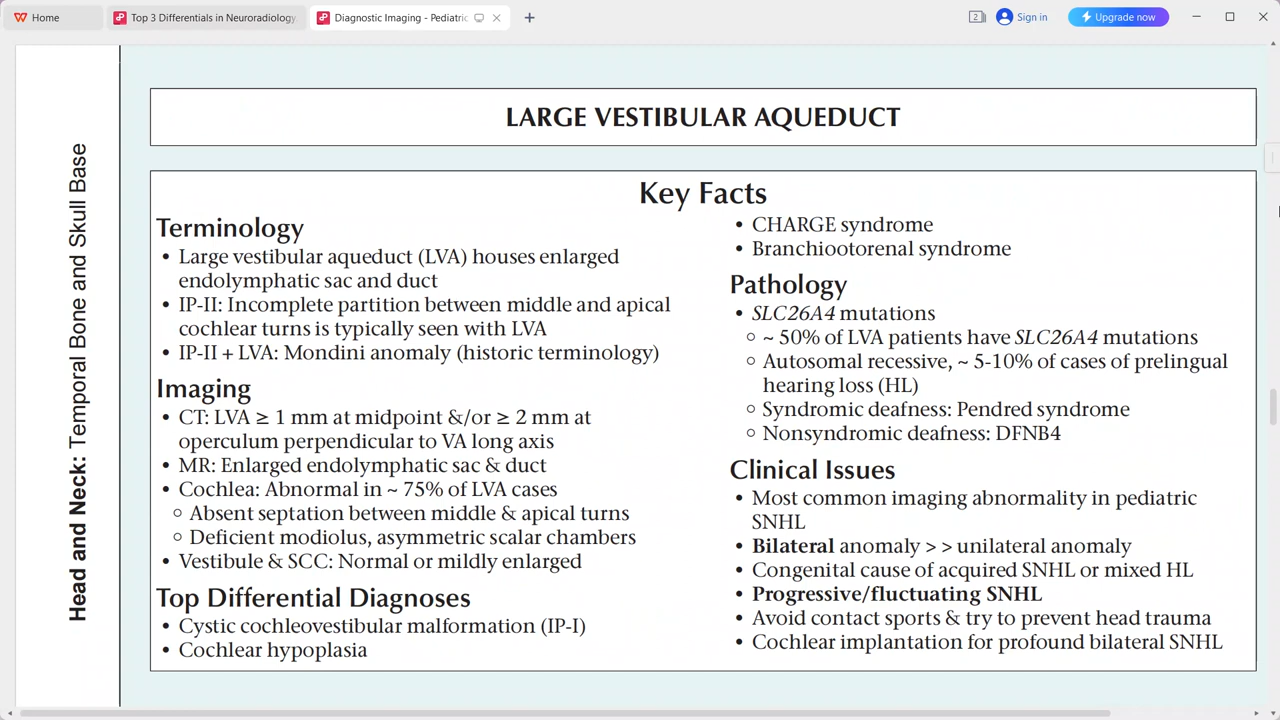 Home
Top 3 Differentials in Neuroradiology.
Diagnostic Imaging - Pediatric
2
Sign in
Upgrade now
Head and Neck: Temporal Bone and Skull Base
LARGE VESTIBULAR AQUEDUCT
Key Facts
Terminology
• Large vestibular aqueduct (LVA) houses enlarged
endolymphatic sac and duct
• IP-II: Incomplete partition between middle and apical
cochlear turns is typically seen with LVA
• IP-II + LVA: Mondini anomaly (historic terminology)
Imaging
• CT: LVA ≥ 1 mm at midpoint &/or ≥ 2 mm at
operculum perpendicular to VA long axis
• MR: Enlarged endolymphatic sac & duct
• Cochlea: Abnormal in ~ 75% of LVA cases
○ Absent septation between middle & apical turns
○ Deficient modiolus, asymmetric scalar chambers
• Vestibule & SCC: Normal or mildly enlarged
Top Differential Diagnoses
• Cystic cochleovestibular malformation (IP-I)
• Cochlear hypoplasia
• CHARGE syndrome
• Branchiootorenal syndrome
Pathology
• SLC26A4 mutations
○ ~ 50% of LVA patients have SLC26A4 mutations
○ Autosomal recessive, ~ 5-10% of cases of prelingual
hearing loss (HL)
○ Syndromic deafness: Pendred syndrome
○ Nonsyndromic deafness: DFNB4
Clinical Issues
• Most common imaging abnormality in pediatric
SNHL
• Bilateral anomaly > > unilateral anomaly
• Congenital cause of acquired SNHL or mixed HL
• Progressive/fluctuating SNHL
• Avoid contact sports & try to prevent head trauma
• Cochlear implantation for profound bilateral SNHL